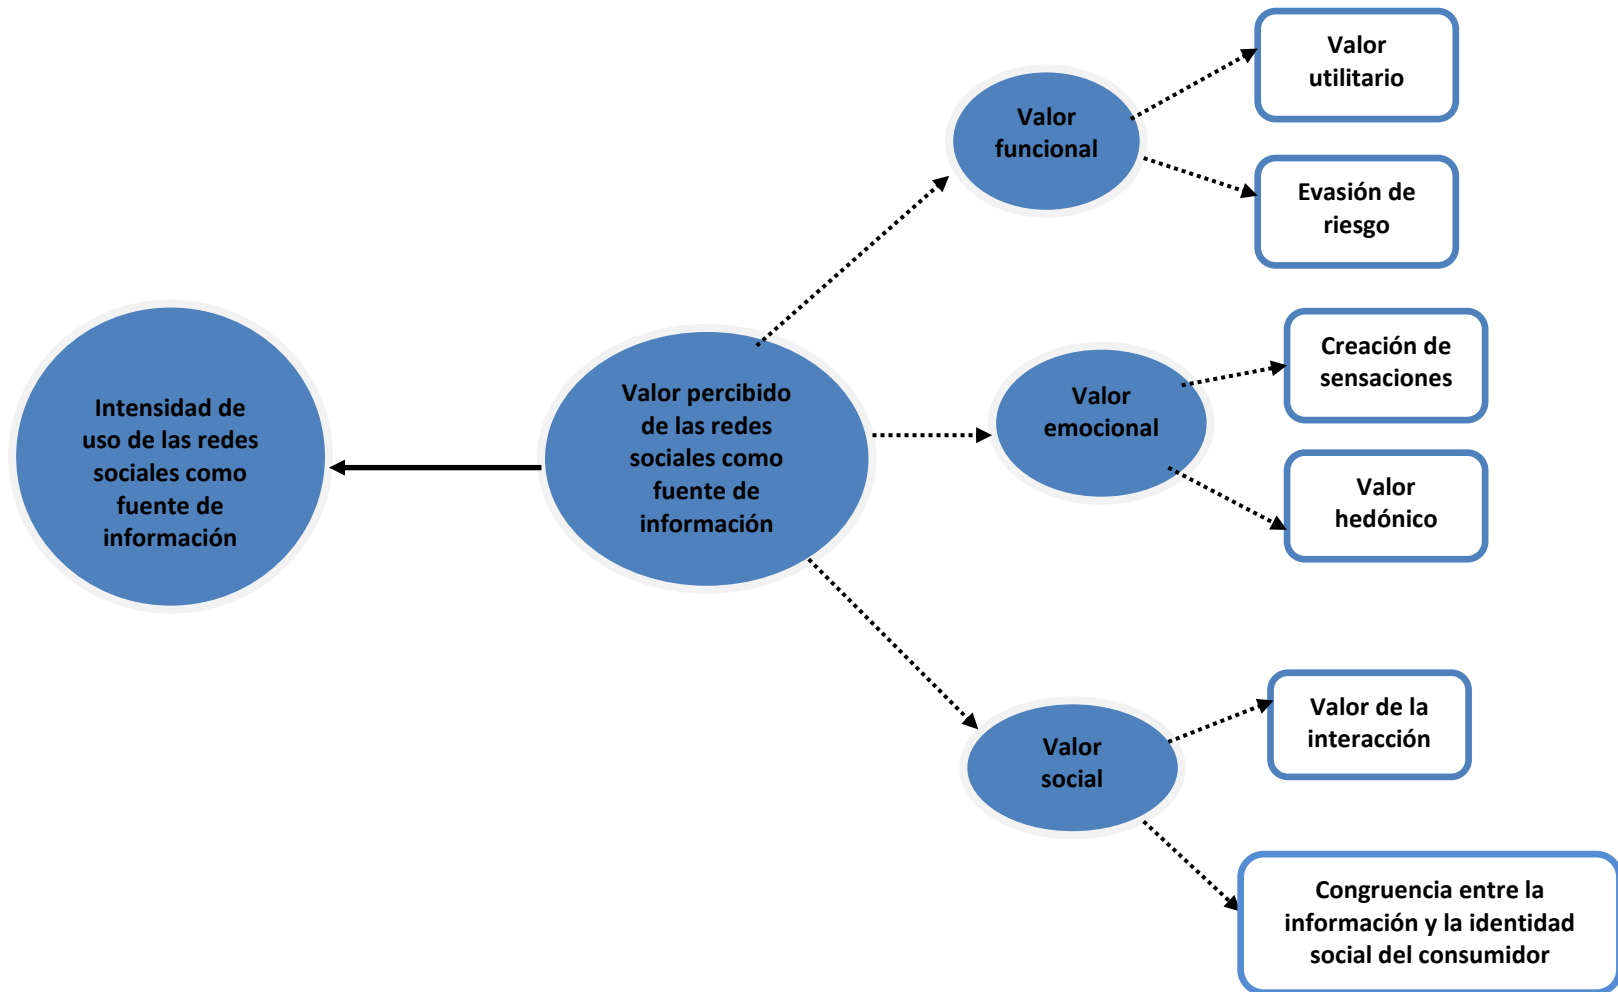 Valor
utilitario
Valor
funcional
Evasión de
riesgo
Creación de
sensaciones
Valor
emocional
Valor
hedónico
Intensidad de
uso de las redes
sociales como
fuente de
información
Valor percibido
de las redes
sociales como
fuente de
información
Valor de la
interacción
Valor
social
Congruencia entre la
información y la identidad
social del consumidor